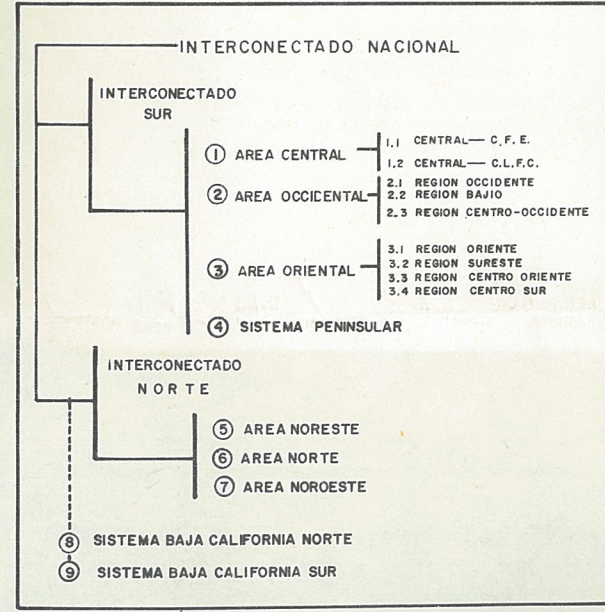 INTERCONECTADO NACIONAL
INTERCONECTADO
SUR
1 AREA CENTRAL
1.1 CENTRAL— C.F.E.
1.2 CENTRAL— C.L.F.C.
2 AREA OCCIDENTAL
2.1 REGION OCCIDENTE
2.2 REGION BAJIO
2.3 REGION CENTRO-OCCIDENTE
3 AREA ORIENTAL
3.1 REGION ORIENTE
3.2 REGION SURESTE
3.3 REGION CENTRO ORIENTE
3.4 REGION CENTRO SUR
4 SISTEMA PENINSULAR
INTERCONECTADO
NORTE
5 AREA NORESTE
6 AREA NORTE
7 AREA NOROESTE
8 SISTEMA BAJA CALIFORNIA NORTE
9 SISTEMA BAJA CALIFORNIA SUR